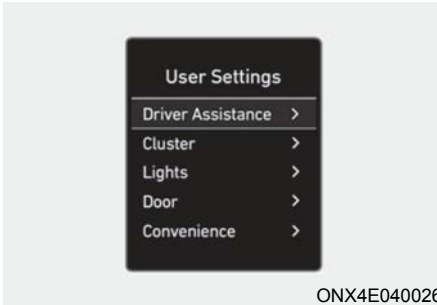 User Settings
Driver Assistance >
Cluster >
Lights >
Door >
Convenience >
ONX4E040026